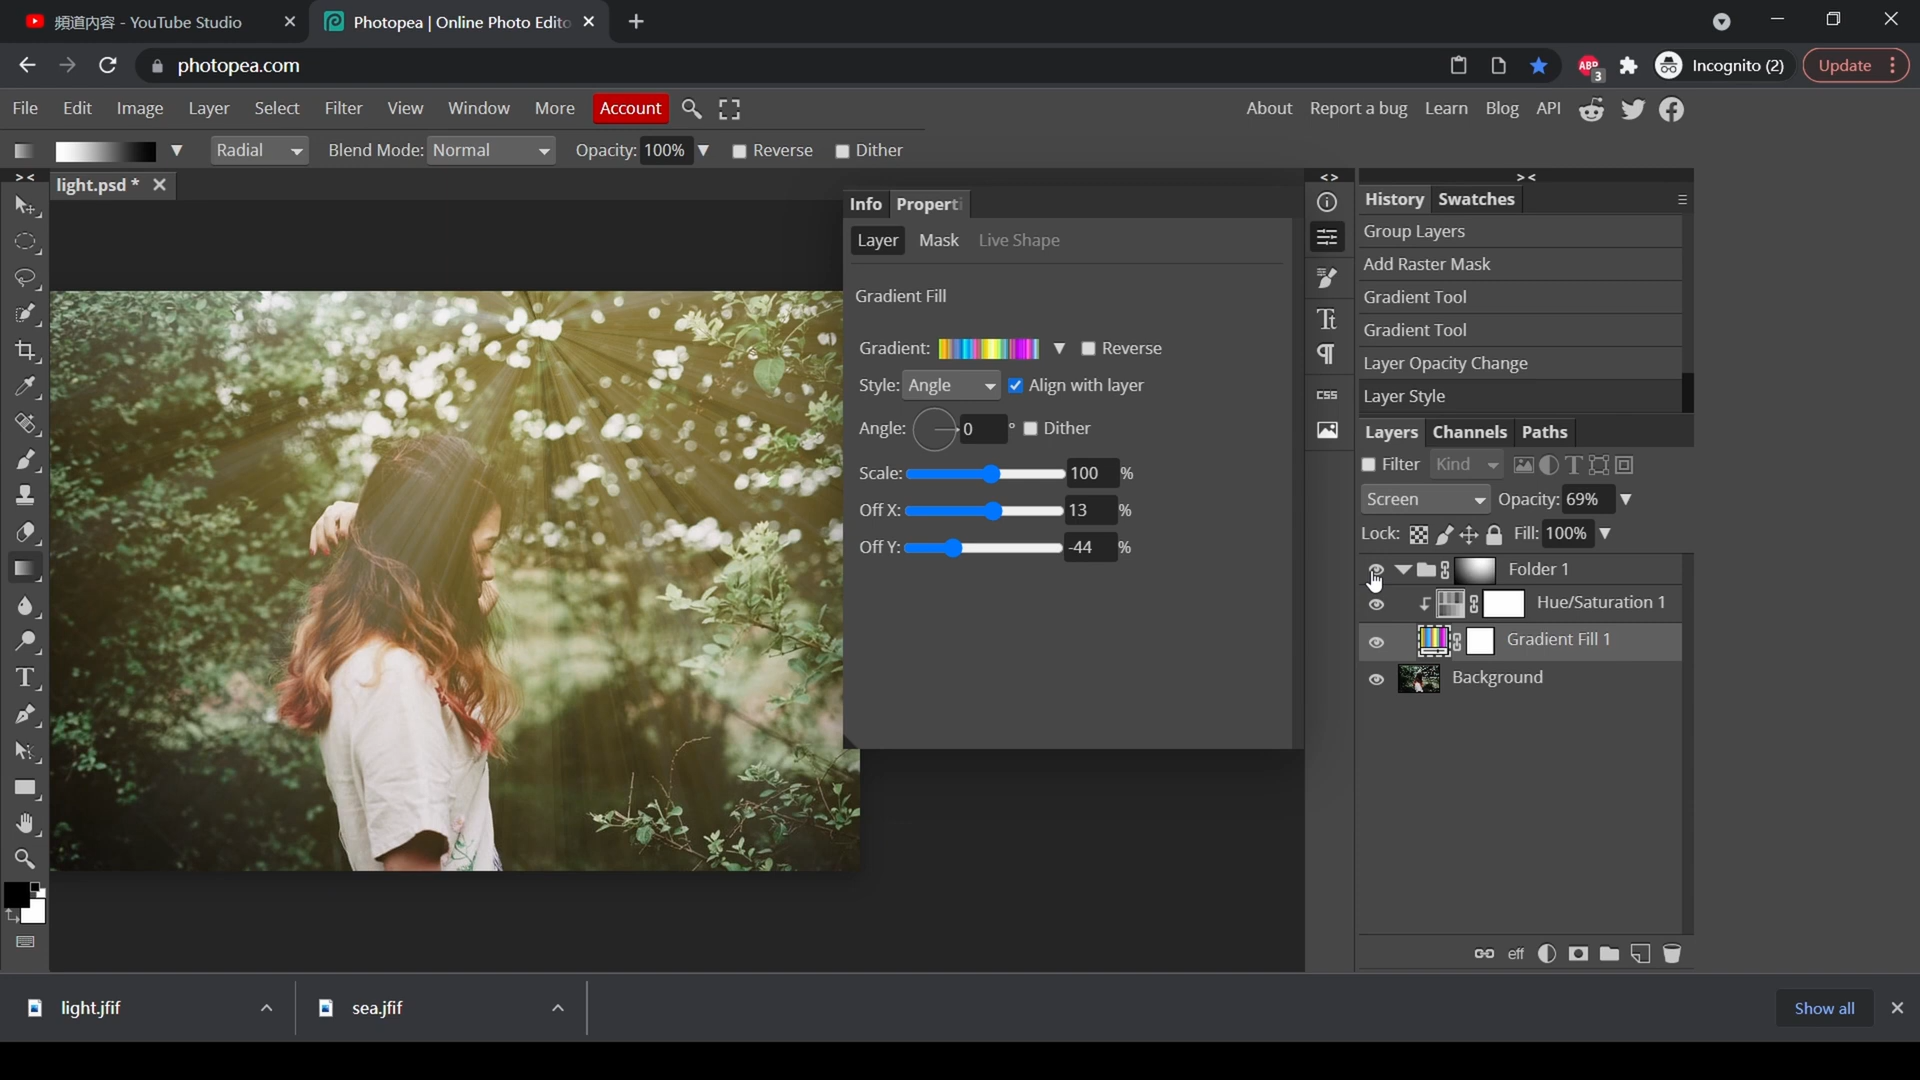 頻道内容 - YouTube Studio
Photopea | Online Photo Edito
photopea.com
ABP
3
Incognito (2)
Update
File Edit Image Layer Select Filter View Window More Account
About Report a bug Learn Blog API
Radial Blend Mode: Normal Opacity: 100% Reverse Dither
light.psd *
Info Properti
Layer Mask Live Shape
Gradient Fill
Gradient: Reverse
Style: Angle Align with layer
Angle: 0 ° Dither
Scale: 100 %
Off X: 13 %
Off Y: -44 %
CSS
History Swatches
Group Layers
Add Raster Mask
Gradient Tool
Gradient Tool
Layer Opacity Change
Layer Style
Layers Channels Paths
Filter Kind
Screen Opacity: 69%
Lock: Fill: 100%
Folder 1
Hue/Saturation 1
Gradient Fill 1
Background
eff
light.jfif
sea.jfif
Show all